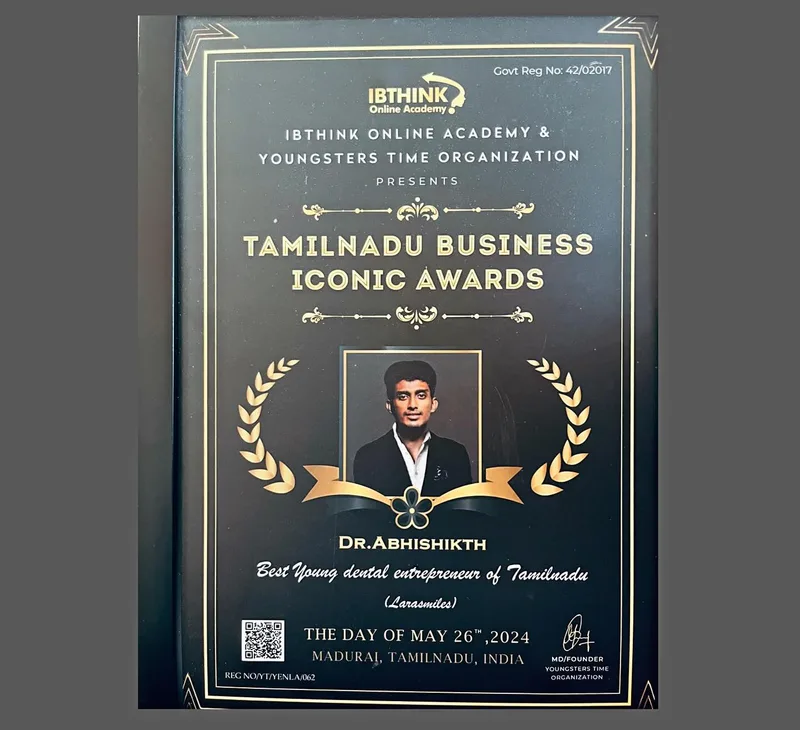 Govt Reg No: 42/02017
IBTHINK
Online Academy
IBTHINK ONLINE ACADEMY &
YOUNGSTERS TIME ORGANIZATION
PRESENTS
TAMILNADU BUSINESS
ICONIC AWARDS
DR.ABHISHIKTH
Best Young dental entrepreneur of Tamilnadu
(Larasmiles)
THE DAY OF MAY 26™,2024
MADURAI, TAMILNADU, INDIA
REG NO/YT/YENLA/062
MD/FOUNDER
YOUNGSTERS TIME
ORGANIZATION